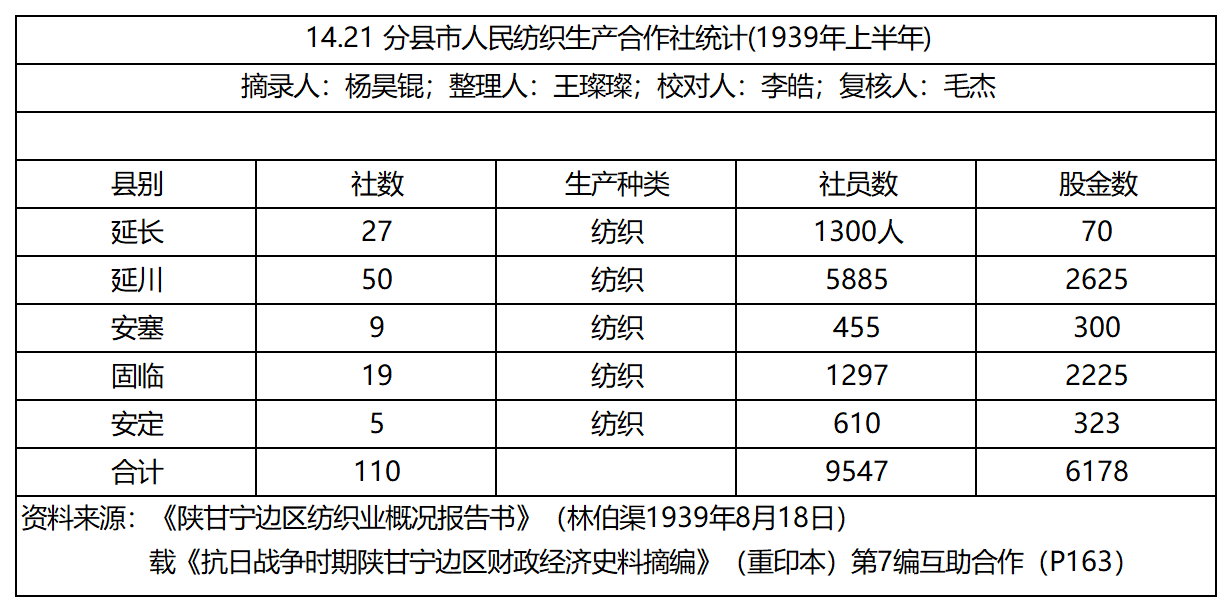 14.21 分县市人民纺织生产合作社统计(1939年上半年)
摘录人：杨昊锟；整理人：王璨璨；校对人：李皓；复核人：毛杰
县别 社数 生产种类 社员数 股金数
延长 27 纺织 1300人 70
延川 50 纺织 5885 2625
安塞 9 纺织 455 300
固临 19 纺织 1297 2225
安定 5 纺织 610 323
合计 110 9547 6178
资料来源：《陕甘宁边区纺织业概况报告书》（林伯渠1939年8月18日）
载《抗日战争时期陕甘宁边区财政经济史料摘编》（重印本）第7编互助合作（P163）